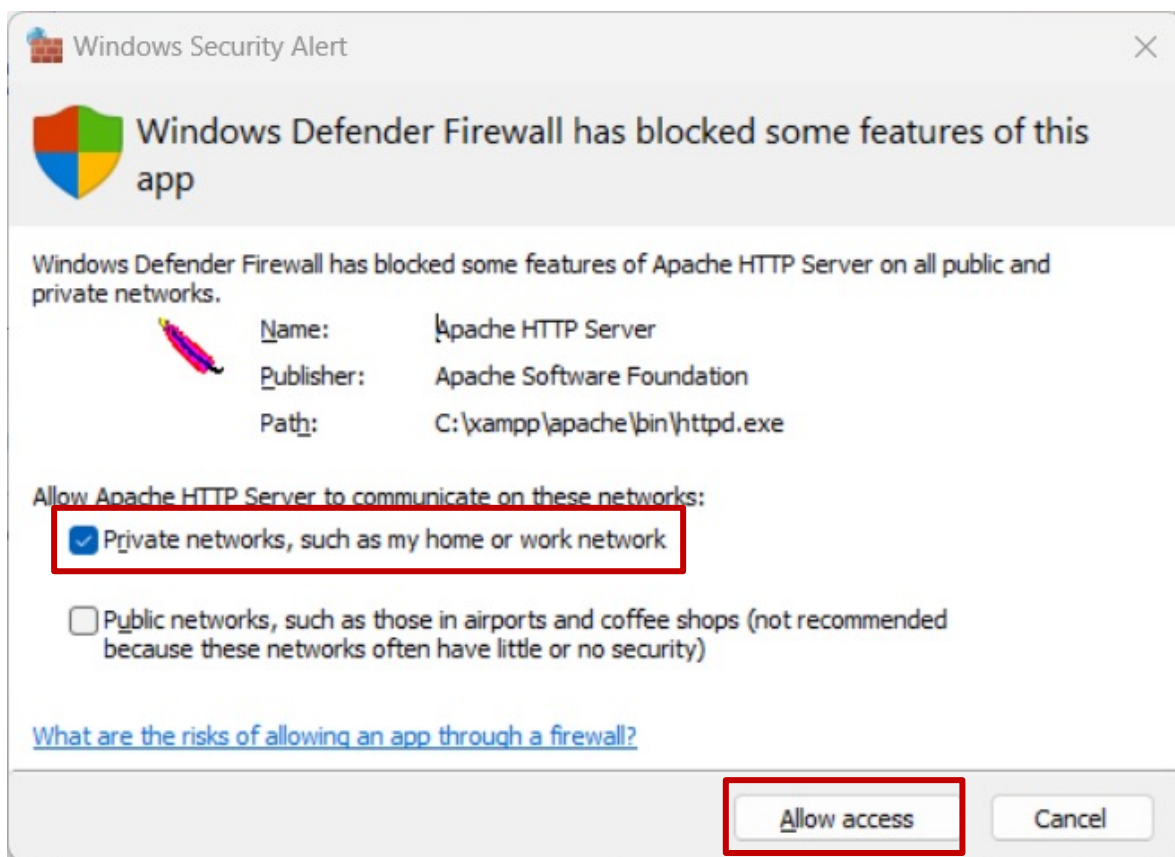 Windows Security Alert
Windows Defender Firewall has blocked some features of this
app
Windows Defender Firewall has blocked some features of Apache HTTP Server on all public and
private networks.
Name: Apache HTTP Server
Publisher: Apache Software Foundation
Path: C:\xampp\apache\bin\httpd.exe
Allow Apache HTTP Server to communicate on these networks:
Private networks, such as my home or work network
Public networks, such as those in airports and coffee shops (not recommended
because these networks often have little or no security)
What are the risks of allowing an app through a firewall?
Allow access Cancel